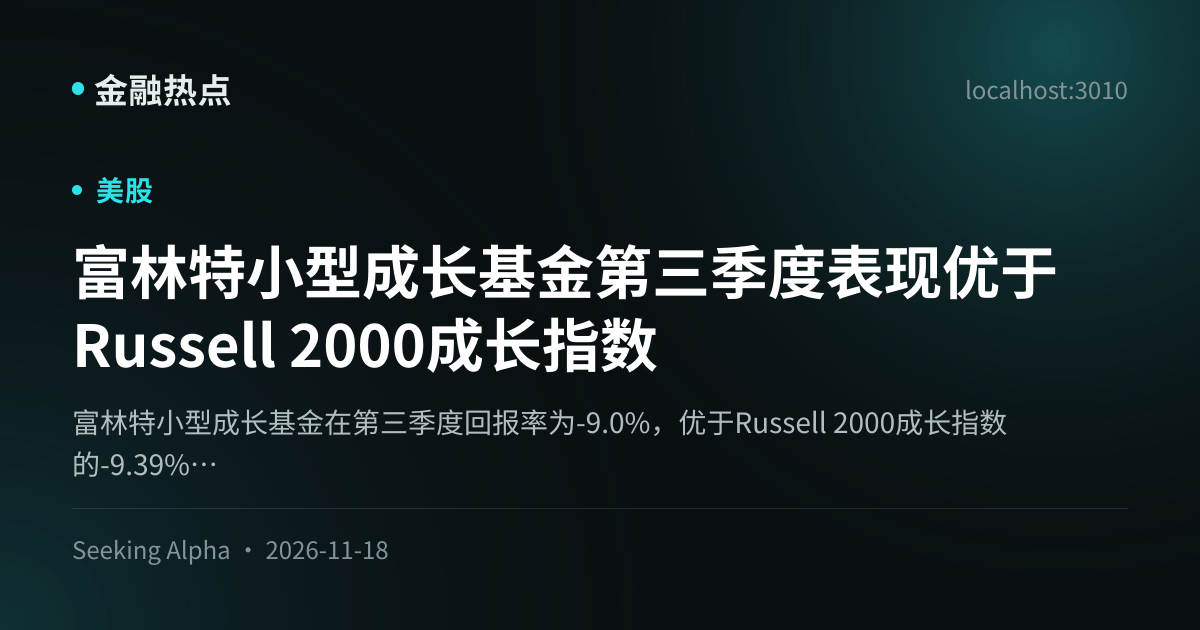 金融热点
localhost:3010
美股
富林特小型成长基金第三季度表现优于
Russell 2000成长指数
富林特小型成长基金在第三季度回报率为-9.0%，优于Russell 2000成长指数
的-9.39%…
Seeking Alpha · 2026-11-18